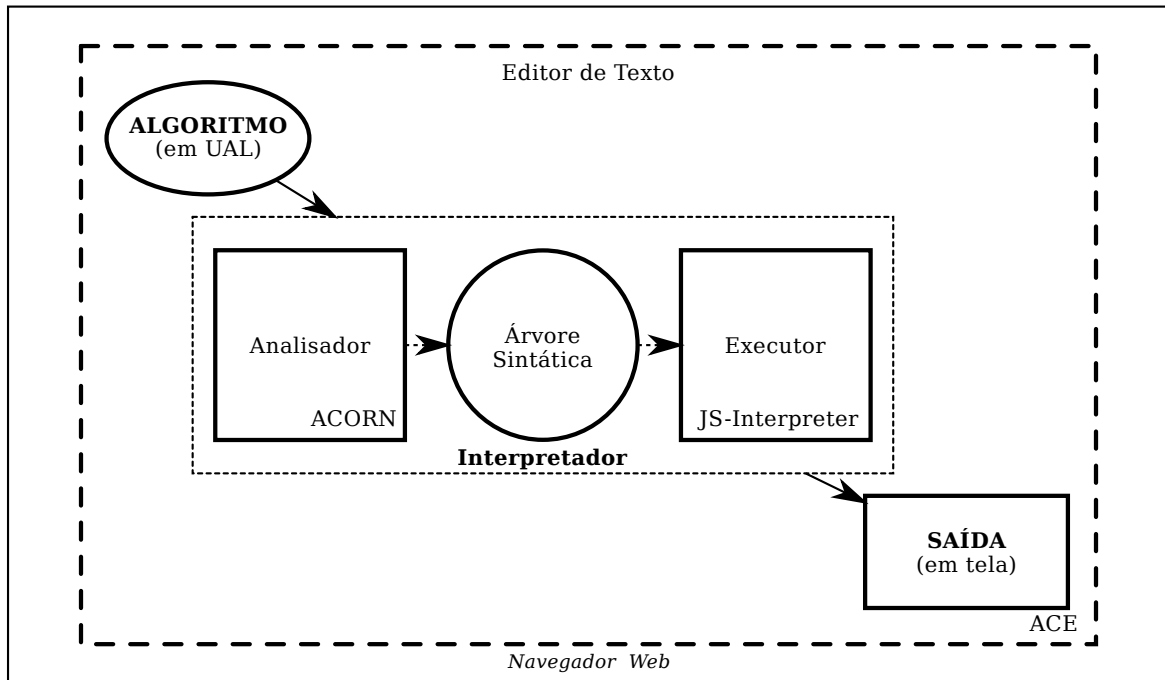 Editor de Texto
ALGORITMO
(em UAL)
Analisador
ACORN
Árvore
Sintática
Executor
JS-Interpreter
Interpretador
SAÍDA
(em tela)
ACE
Navegador Web